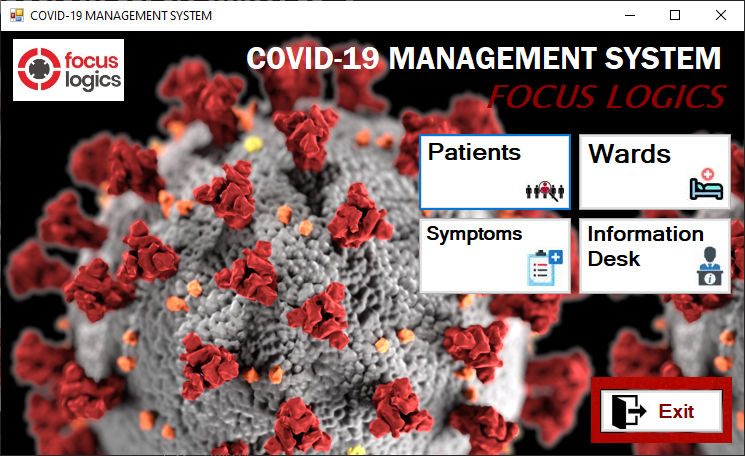 COVID-19 MANAGEMENT SYSTEM
focus
logics
COVID-19 MANAGEMENT SYSTEM
FOCUS LOGICS
Patients
Wards
Symptoms
Information
Desk
Exit